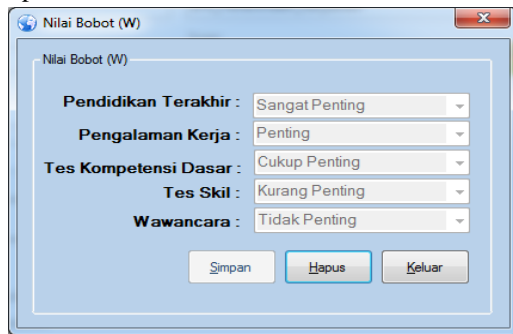 Nilai Bobot (W)
Nilai Bobot (W)
Pendidikan Terakhir : Sangat Penting
Pengalaman Kerja : Penting
Tes Kompetensi Dasar : Cukup Penting
Tes Skil : Kurang Penting
Wawancara : Tidak Penting
Simpan Hapus Keluar